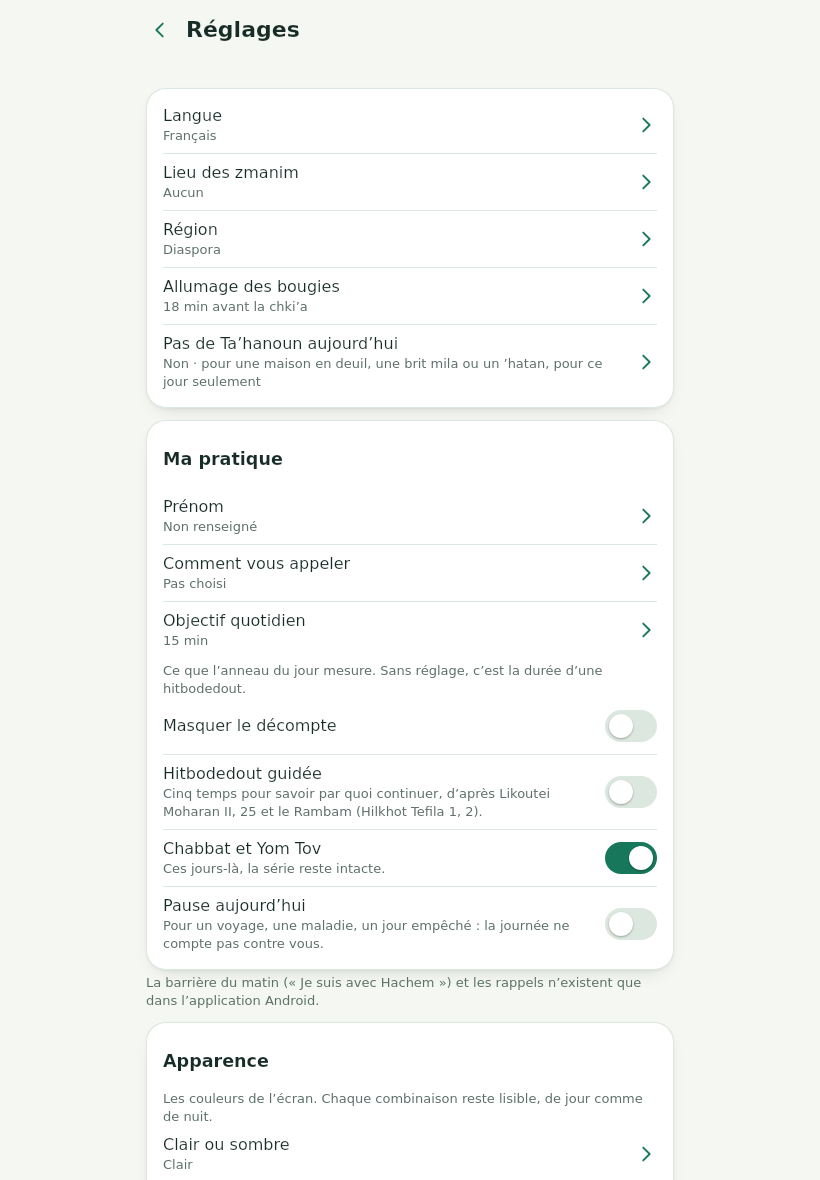 Réglages
Langue
Français
Lieu des zmanim
Aucun
Région
Diaspora
Allumage des bougies
18 min avant la chki’a
Pas de Ta’hanoun aujourd’hui
Non · pour une maison en deuil, une brit mila ou un ’hatan, pour ce
jour seulement
Ma pratique
Prénom
Non renseigné
Comment vous appeler
Pas choisi
Objectif quotidien
15 min
Ce que l’anneau du jour mesure. Sans réglage, c’est la durée d’une
hitbodedout.
Masquer le décompte
Hitbodedout guidée
Cinq temps pour savoir par quoi continuer, d’après Likoutei
Moharan II, 25 et le Rambam (Hilkhot Tefila 1, 2).
Chabbat et Yom Tov
Ces jours-là, la série reste intacte.
Pause aujourd’hui
Pour un voyage, une maladie, un jour empêché : la journée ne
compte pas contre vous.
La barrière du matin (« Je suis avec Hachem ») et les rappels n’existent que
dans l’application Android.
Apparence
Les couleurs de l’écran. Chaque combinaison reste lisible, de jour comme
de nuit.
Clair ou sombre
Clair